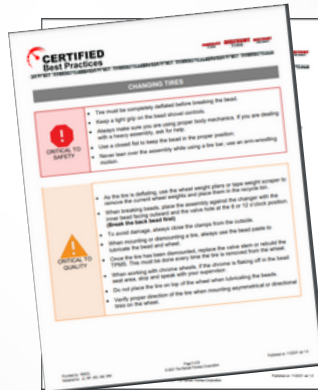 CERTIFIED
Best Practices
DISCOUNT
TIRE
CHANGING TIRES
CRITICAL TO
SAFETY
• Tire must be completely deflated before breaking the bead.
• Keep a light grip on the bead shovel controls.
• Always make sure you are using proper body mechanics. If you are dealing
with a heavy assembly, ask for help.
• Use a closed fist to keep the bead in the proper position.
• Never lean over the assembly while using a tire bar; use an arm-wrestling
motion.
CRITICAL TO
QUALITY
• As the tire is deflating, use the wheel weight pliers or tape weight scraper to
remove the current wheel weights and place them in the recycle bin.
• When breaking beads, place the assembly against the changer with the
inner bead facing outward and the valve hole at the 6 or 12 o'clock position.
(Break the back bead first)
• To avoid damage, always close the clamps from the outside.
• When mounting or dismounting a tire, always use the bead paste to
lubricate the bead and wheel.
• Once the tire has been dismounted, replace the valve stem or rebuild the
TPMS. This must be done every time the tire is removed from the wheel.
• When working with chrome wheels, if the chrome is flaking off in the bead
seat area, stop and speak with your supervisor.
• Do not place the tire on top of the wheel when lubricating the beads.
• Verify proper direction of the tire when mounting asymmetrical or directional
tires on the wheel.